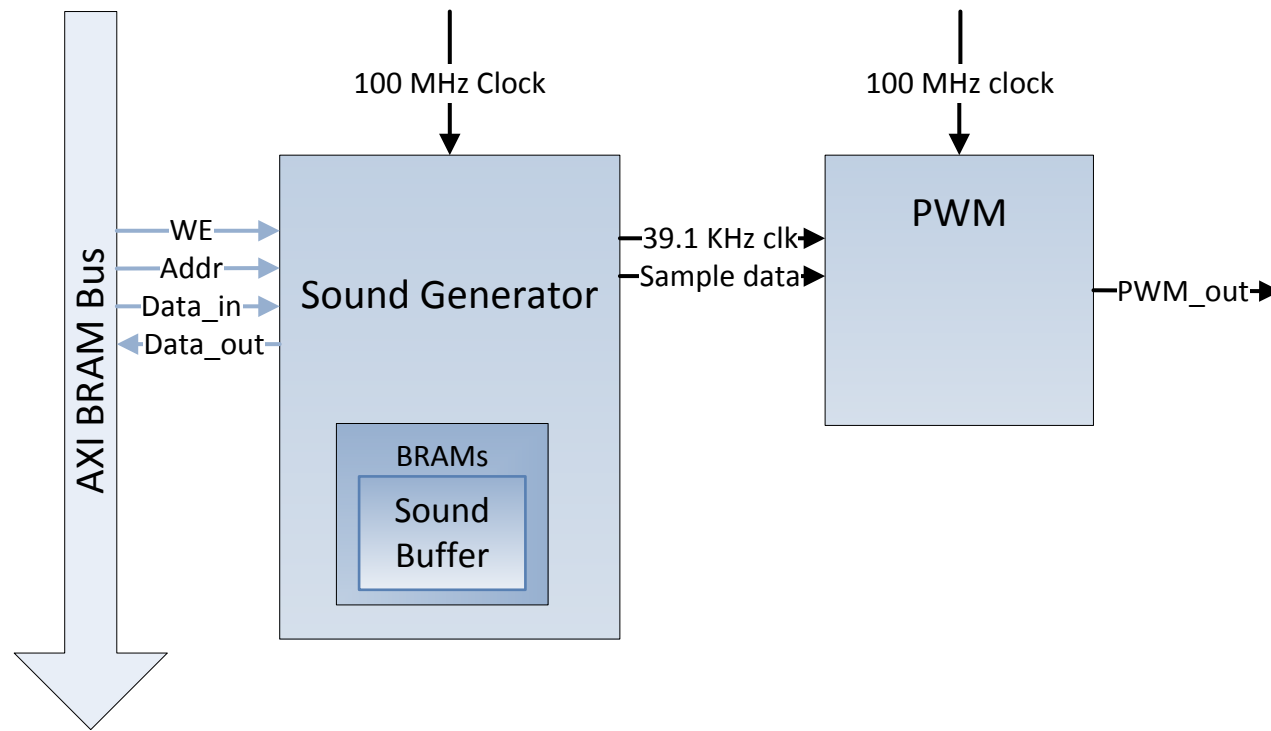 100 MHz Clock
100 MHz clock
AXI BRAM Bus
WE
Addr
Data_in
Data_out
Sound Generator
BRAMs
Sound
Buffer
39.1 KHz clk
Sample data
PWM
PWM_out